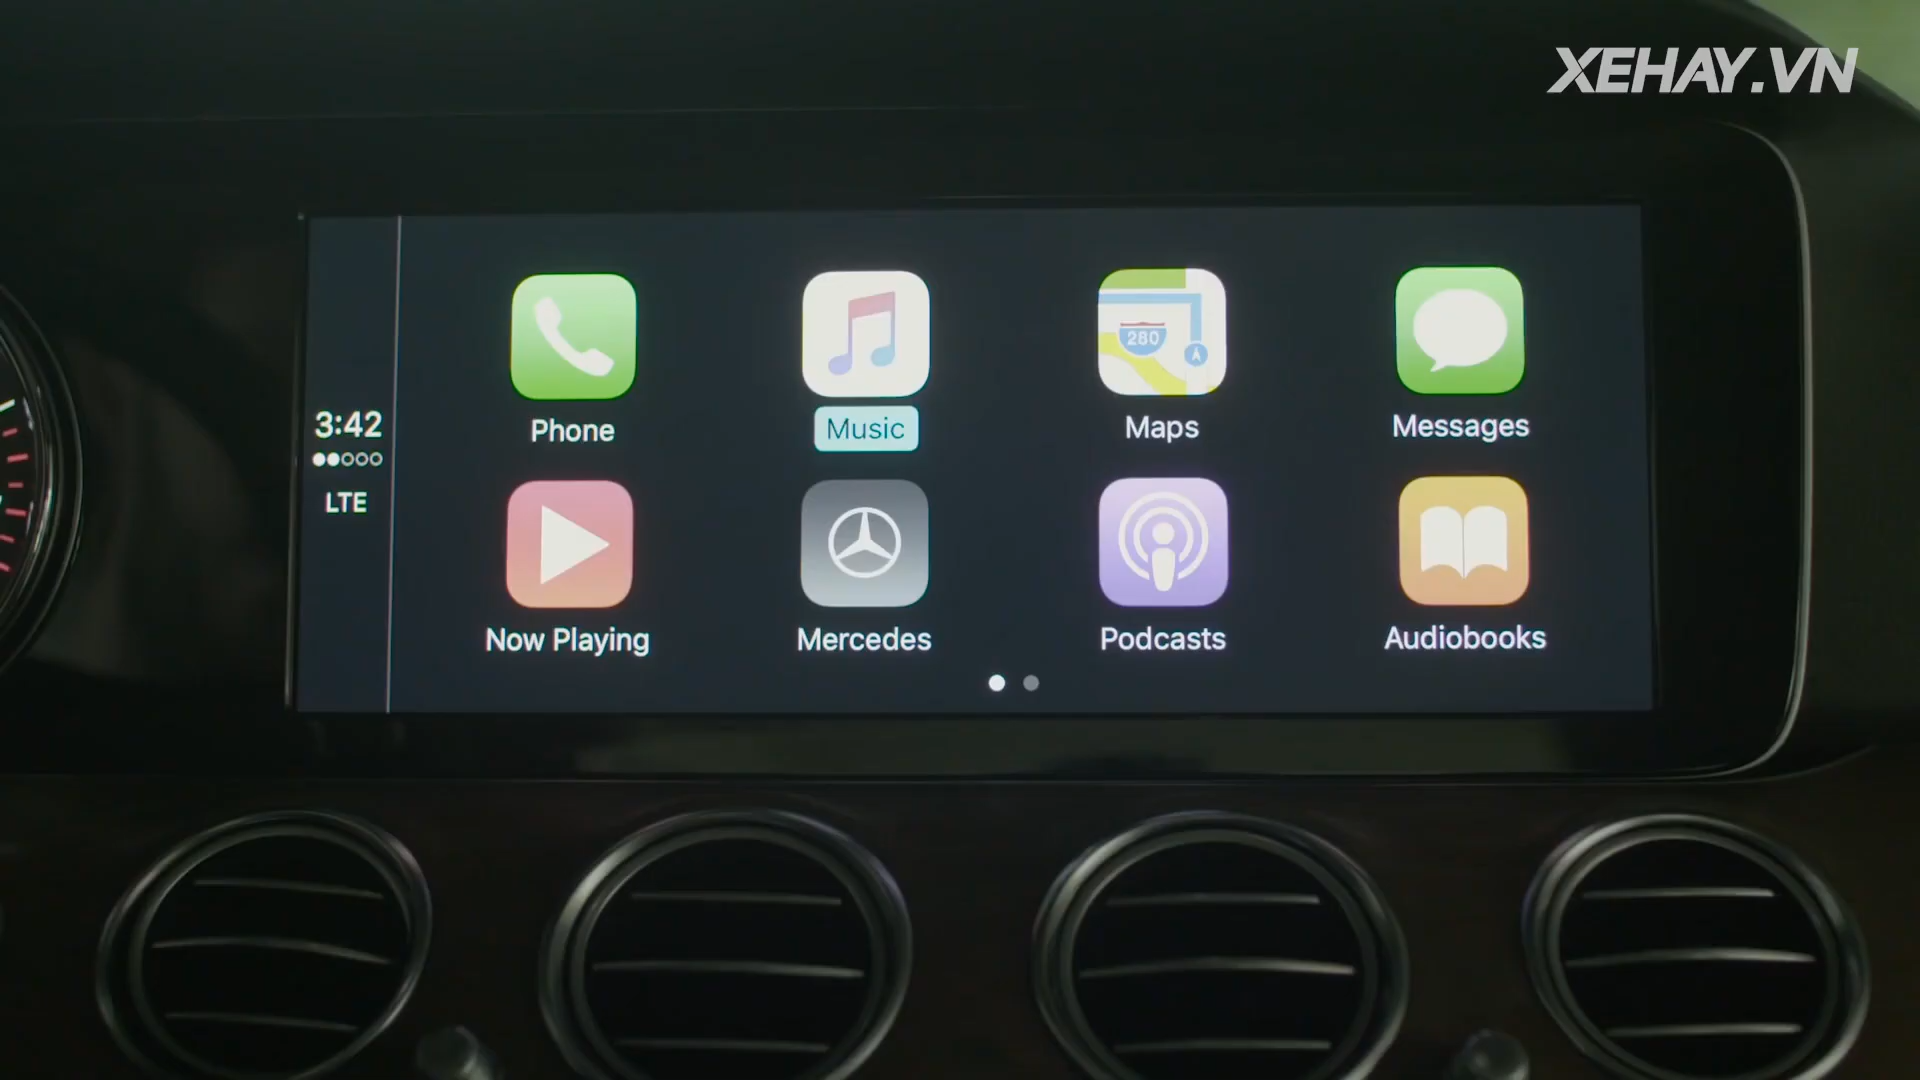 XEHAY.VN
3:42
LTE
Phone
Music
280
Maps
Messages
Now Playing
Mercedes
Podcasts
Audiobooks